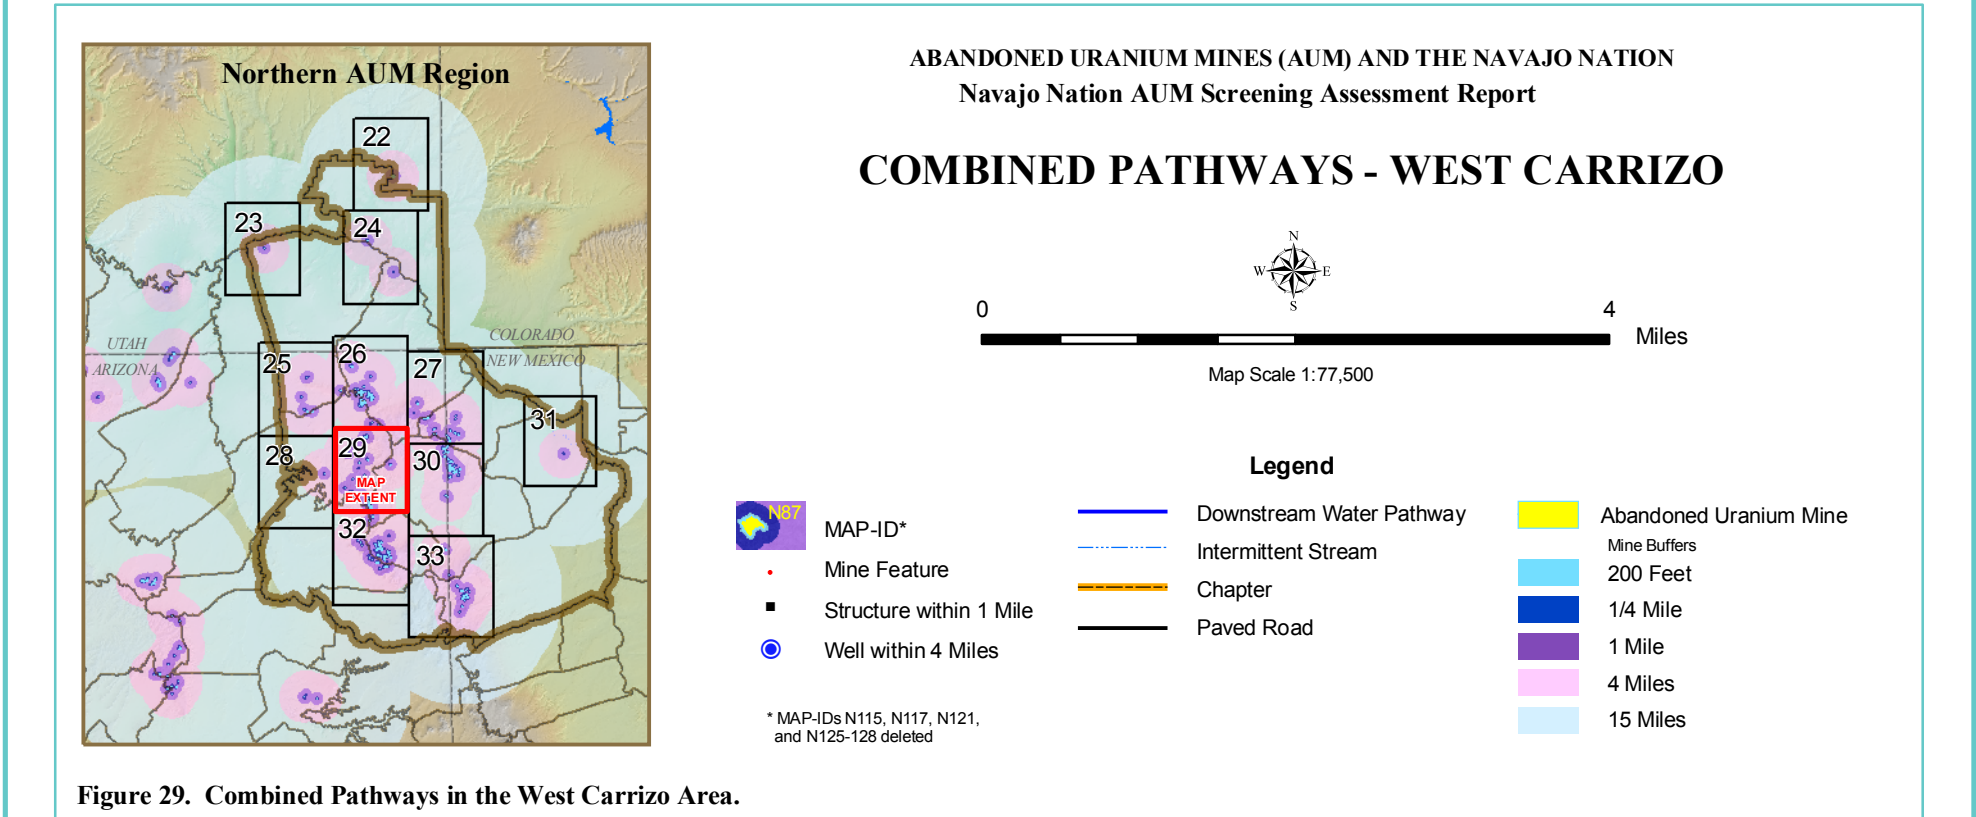 Northern AUM Region
22
23
24
UTAH
ARIZONA
COLORADO
NEW MEXICO
25
26
27
31
28
29
30
MAP
EXTENT
32
33
ABANDONED URANIUM MINES (AUM) AND THE NAVAJO NATION
Navajo Nation AUM Screening Assessment Report
COMBINED PATHWAYS - WEST CARRIZO
N
W E
S
0 4
Miles
Map Scale 1:77,500
Legend
N87
MAP-ID*
Mine Feature
Structure within 1 Mile
Well within 4 Miles
* MAP-IDs N115, N117, N121,
and N125-128 deleted
Downstream Water Pathway
Intermittent Stream
Chapter
Paved Road
Abandoned Uranium Mine
Mine Buffers
200 Feet
1/4 Mile
1 Mile
4 Miles
15 Miles
Figure 29. Combined Pathways in the West Carrizo Area.